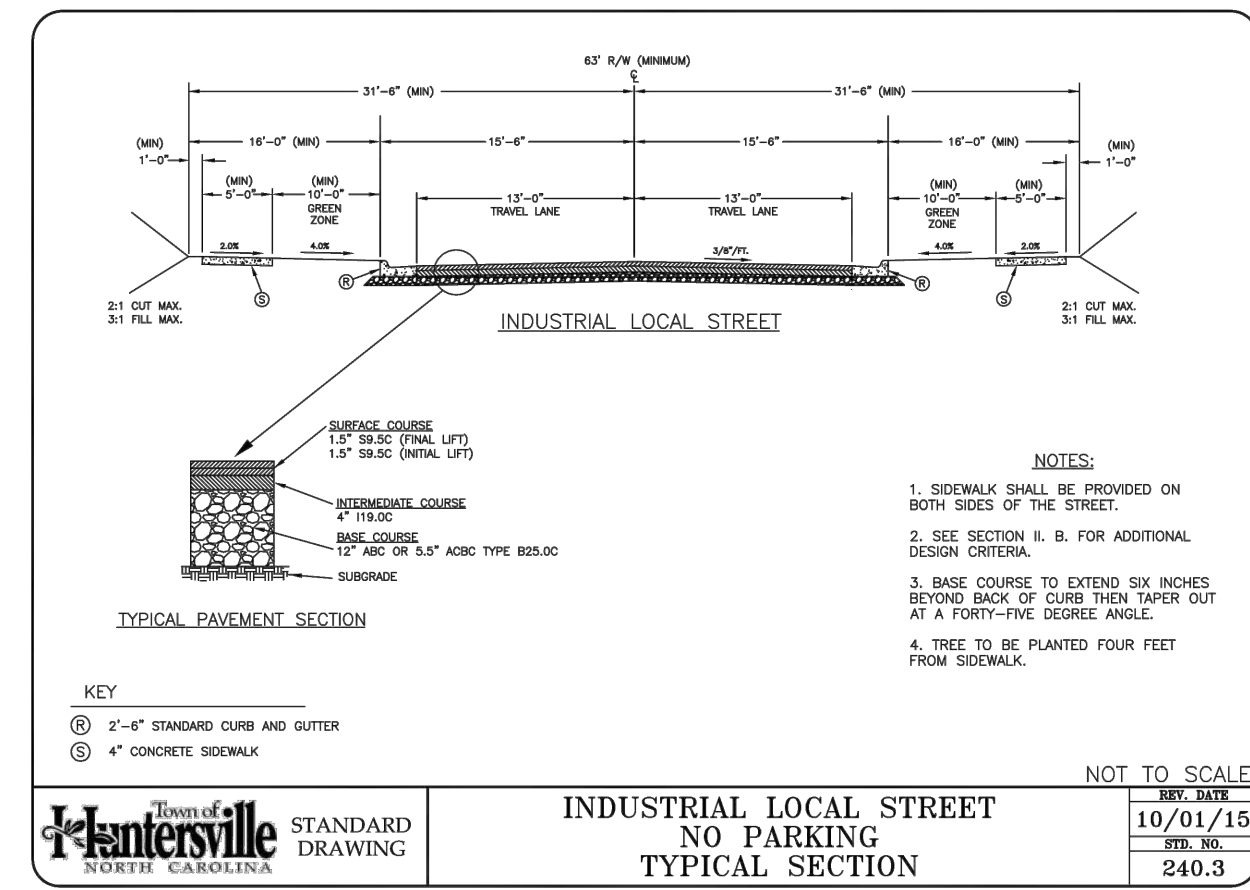 63' R/W (MINIMUM)
℄
31'-6" (MIN)
31'-6" (MIN)
(MIN)
1'-0"
16'-0" (MIN)
15'-6"
15'-6"
16'-0" (MIN)
(MIN)
1'-0"
(MIN)
5'-0"
(MIN)
10'-0"
GREEN
ZONE
13'-0"
TRAVEL LANE
13'-0"
TRAVEL LANE
(MIN)
10'-0"
GREEN
ZONE
(MIN)
5'-0"
2.0%
4.0%
3/8"/FT.
4.0%
2.0%
R
S
R
S
2:1 CUT MAX.
3:1 FILL MAX.
2:1 CUT MAX.
3:1 FILL MAX.
INDUSTRIAL LOCAL STREET
SURFACE COURSE
1.5" S9.5C (FINAL LIFT)
1.5" S9.5C (INITIAL LIFT)
INTERMEDIATE COURSE
4" I19.0C
BASE COURSE
12" ABC OR 5.5" ACBC TYPE B25.0C
SUBGRADE
TYPICAL PAVEMENT SECTION
NOTES:
1. SIDEWALK SHALL BE PROVIDED ON
BOTH SIDES OF THE STREET.
2. SEE SECTION II. B. FOR ADDITIONAL
DESIGN CRITERIA.
3. BASE COURSE TO EXTEND SIX INCHES
BEYOND BACK OF CURB THEN TAPER OUT
AT A FORTY-FIVE DEGREE ANGLE.
4. TREE TO BE PLANTED FOUR FEET
FROM SIDEWALK.
KEY
R 2'-6" STANDARD CURB AND GUTTER
S 4" CONCRETE SIDEWALK
NOT TO SCALE
Town of
Huntersville
NORTH CAROLINA
STANDARD
DRAWING
INDUSTRIAL LOCAL STREET
NO PARKING
TYPICAL SECTION
REV. DATE
10/01/15
STD. NO.
240.3